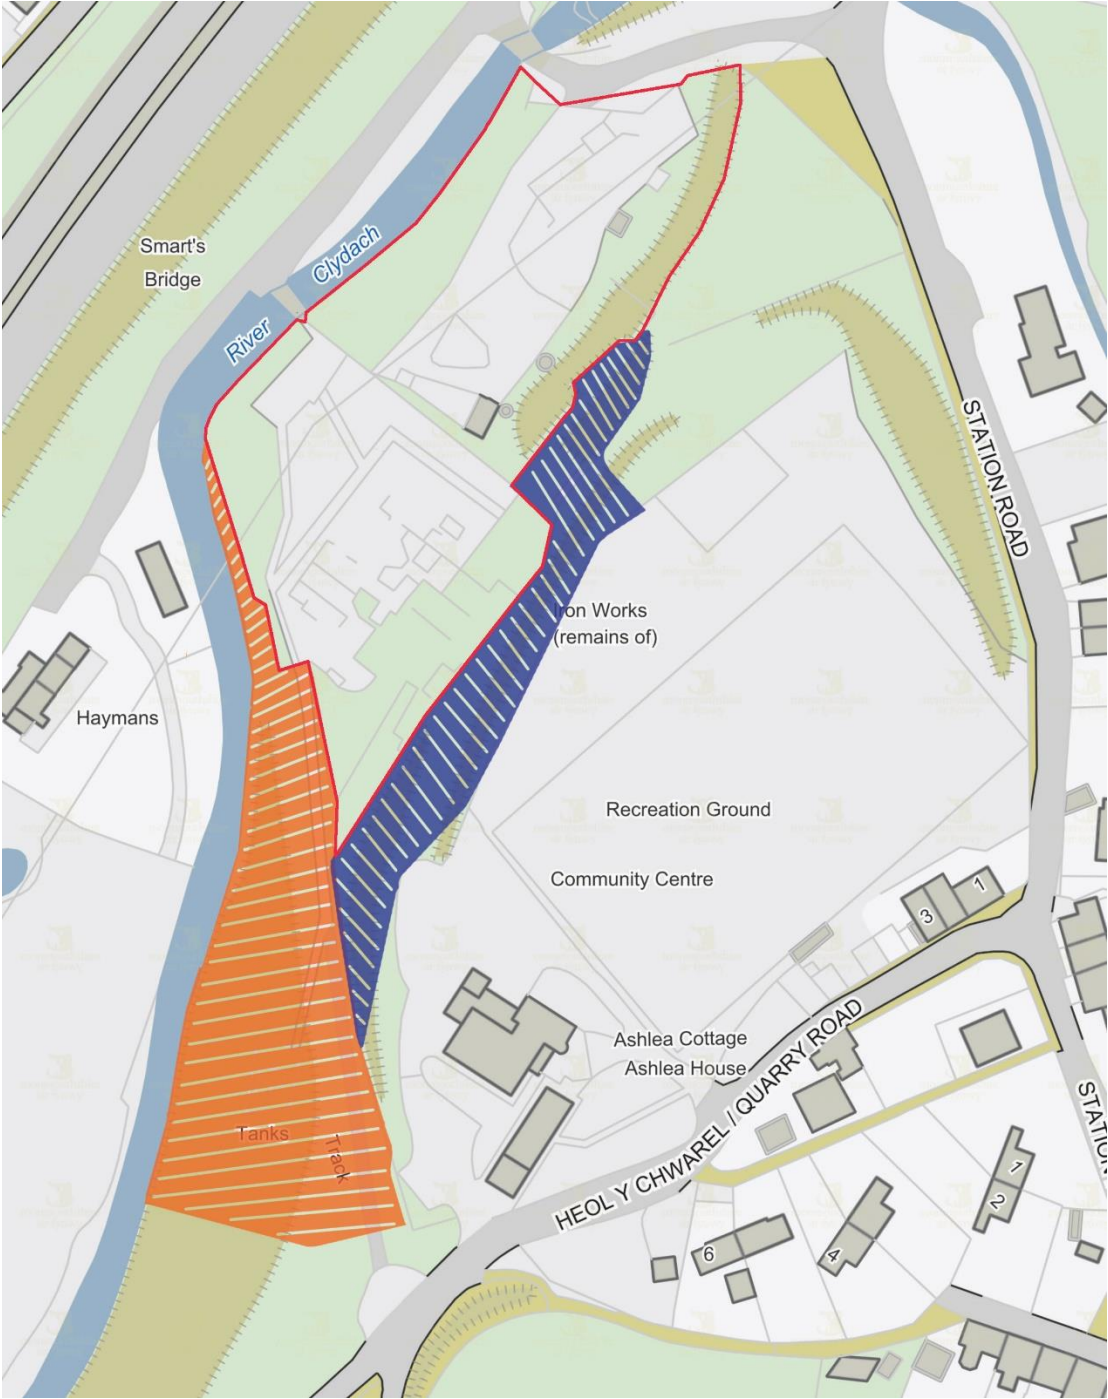 Smart's
Bridge
River
Clydach
STATION ROAD
Iron Works
(remains of)
Haymans
Recreation Ground
Community Centre
1
3
Ashlea Cottage
Ashlea House
HEOL Y CHWAREL / QUARRY ROAD
Tanks
Track
STATION
1
2
6
4